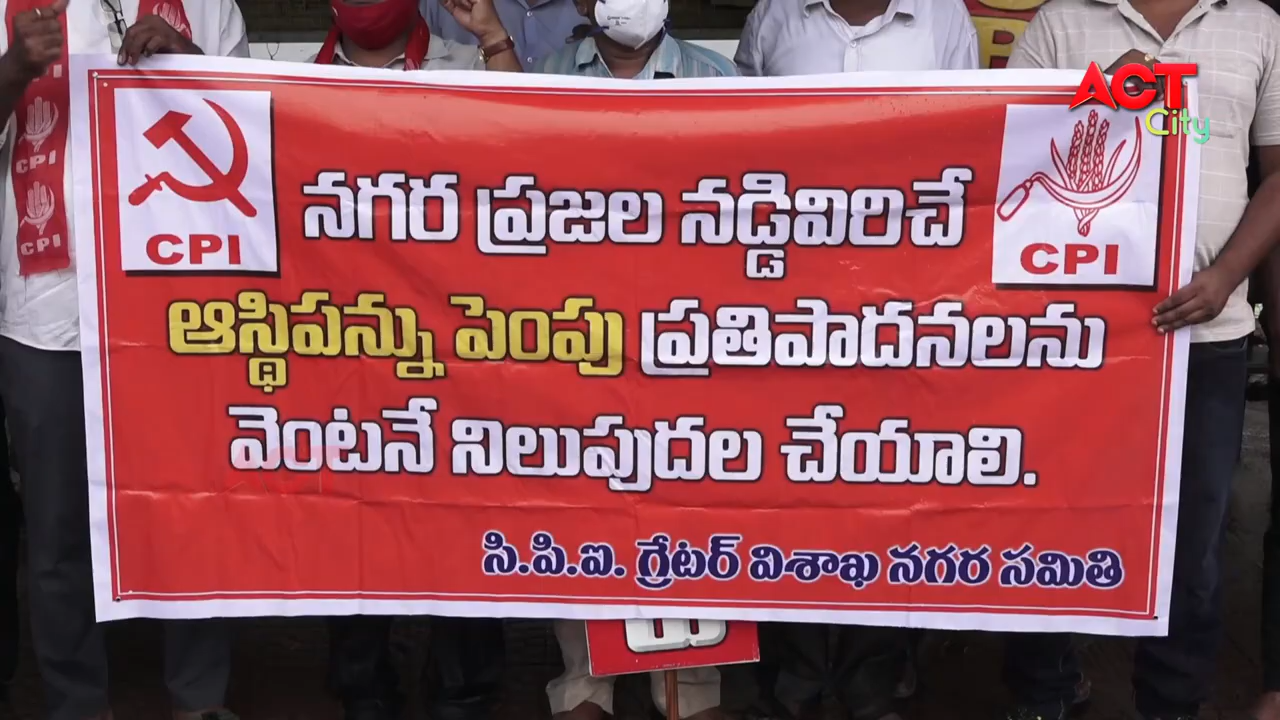 ACT
City
CPI
CPI
CPI
CPI
నగర ప్రజల నడ్డివిరిచే
ఆస్థిపన్ను పెంపు ప్రతిపాదనలను
వెంటనే నిలుపుదల చేయాలి.
సి.పి.ఐ. గ్రేటర్ విశాఖ నగర సమితి